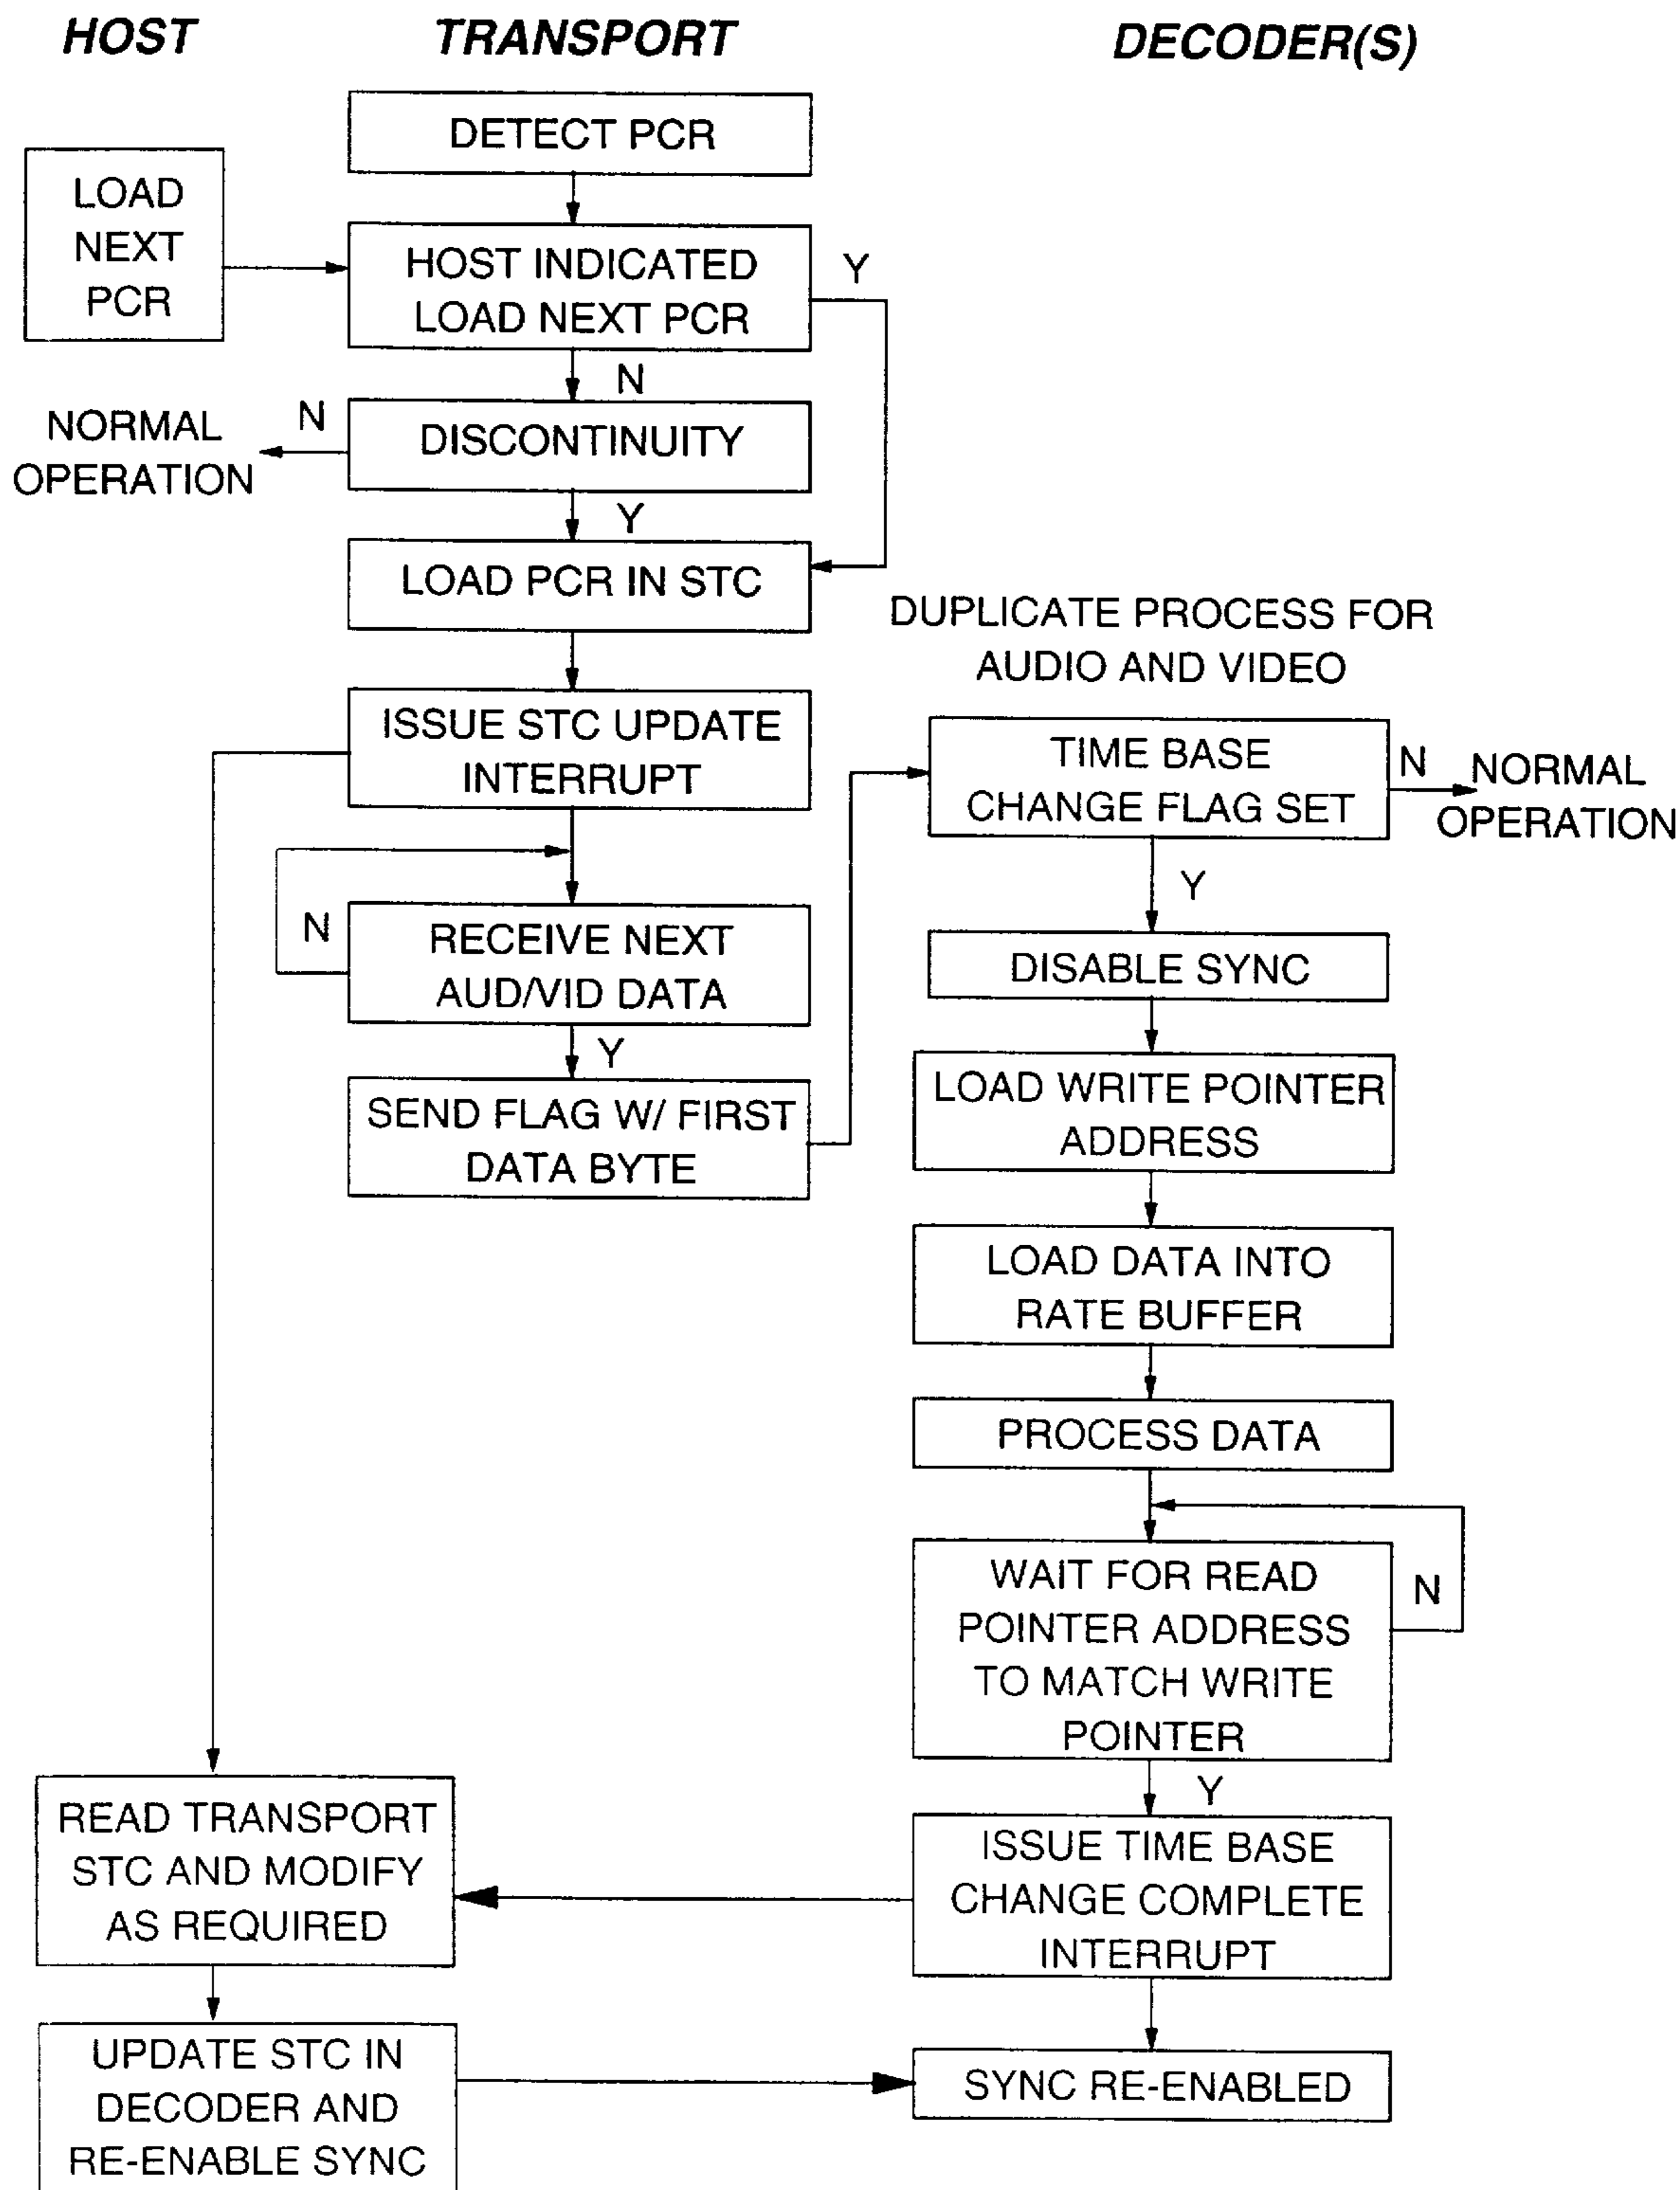 HOST
TRANSPORT
DECODER(S)
DETECT PCR
LOAD
NEXT
PCR
HOST INDICATED
LOAD NEXT PCR
Y
N
DISCONTINUITY
N
NORMAL
OPERATION
Y
LOAD PCR IN STC
ISSUE STC UPDATE
INTERRUPT
N
RECEIVE NEXT
AUD/VID DATA
Y
SEND FLAG W/ FIRST
DATA BYTE
DUPLICATE PROCESS FOR
AUDIO AND VIDEO
TIME BASE
CHANGE FLAG SET
N
NORMAL
OPERATION
Y
DISABLE SYNC
LOAD WRITE POINTER
ADDRESS
LOAD DATA INTO
RATE BUFFER
PROCESS DATA
WAIT FOR READ
POINTER ADDRESS
TO MATCH WRITE
POINTER
N
Y
ISSUE TIME BASE
CHANGE COMPLETE
INTERRUPT
READ TRANSPORT
STC AND MODIFY
AS REQUIRED
UPDATE STC IN
DECODER AND
RE-ENABLE SYNC
SYNC RE-ENABLED